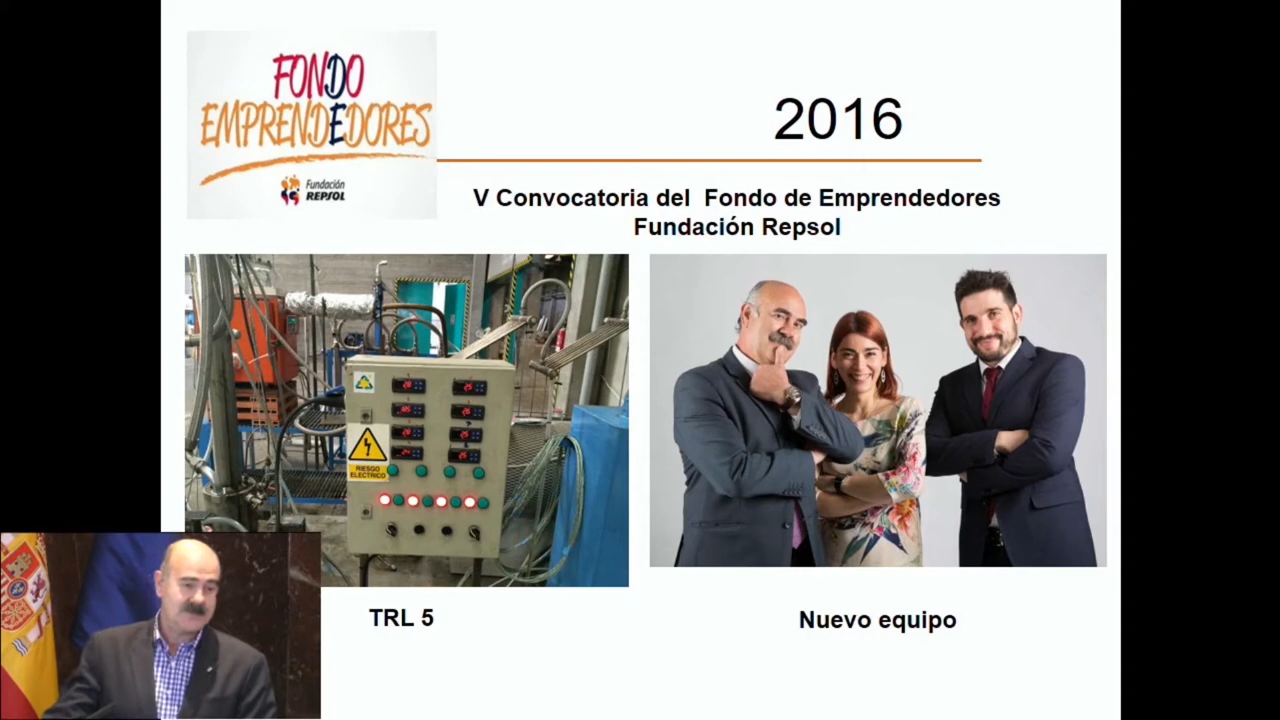 FONDO
EMPRENDEDORES
Fundación
REPSOL
2016
V Convocatoria del Fondo de Emprendedores
Fundación Repsol
RIESGO
ELECTRICO
TRL 5
Nuevo equipo